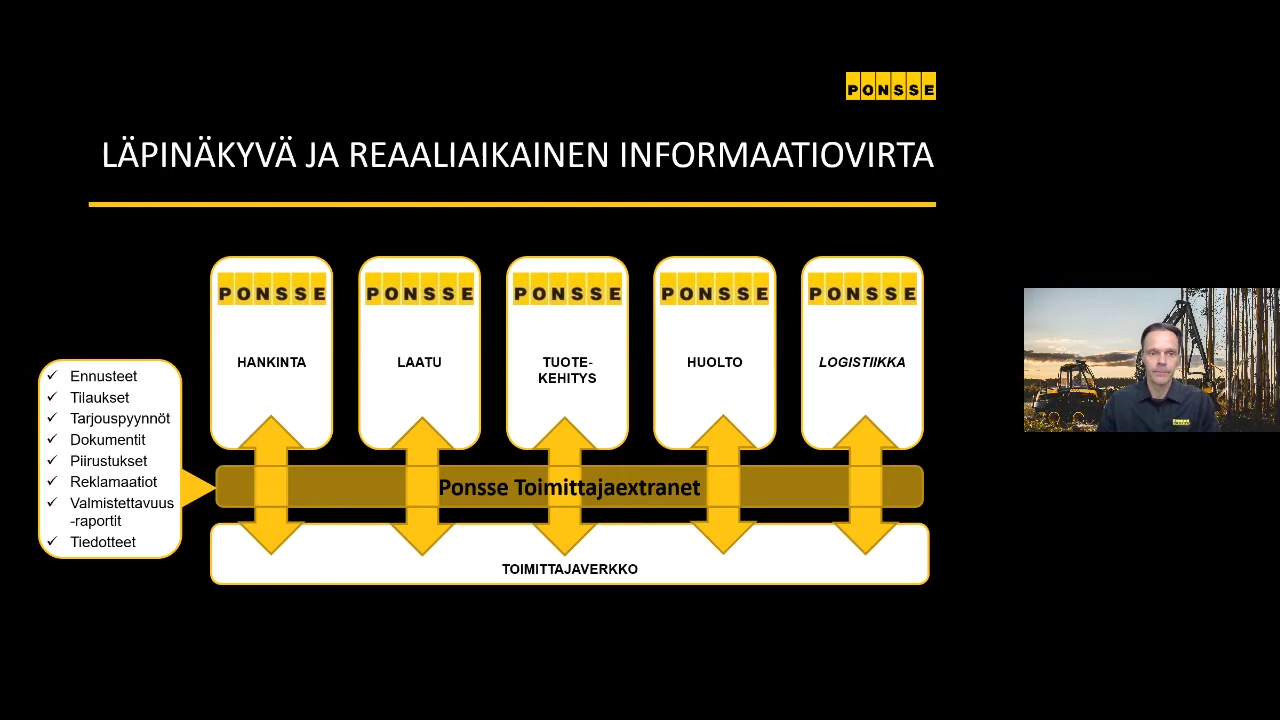 PONSSE
LÄPINÄKYVÄ JA REAALIAIKAINEN INFORMAATIOVIRTA
PONSSE
PONSSE
PONSSE
PONSSE
PONSSE
HANKINTA
LAATU
TUOTE-
KEHITYS
HUOLTO
LOGISTIIKKA
✓ Ennusteet
✓ Tilaukset
✓ Tarjouspyynnöt
✓ Dokumentit
✓ Piirustukset
✓ Reklamaatiot
✓ Valmistettavuus
-raportit
✓ Tiedotteet
Ponsse Toimittajaextranet
TOIMITTAJAVERKKO